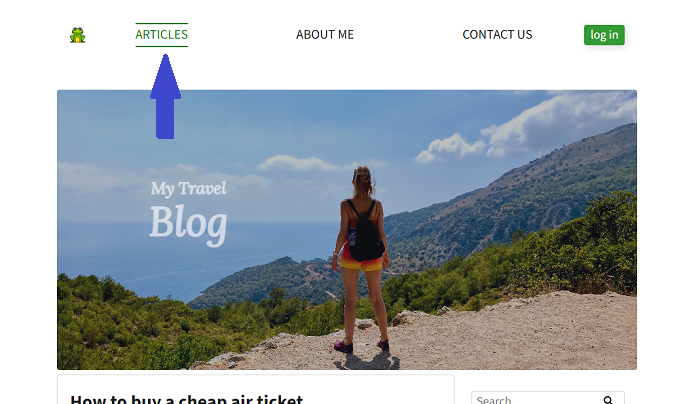 ARTICLES
ABOUT ME
CONTACT US
log in
My Travel
Blog
How to buy a cheap air ticket
Search